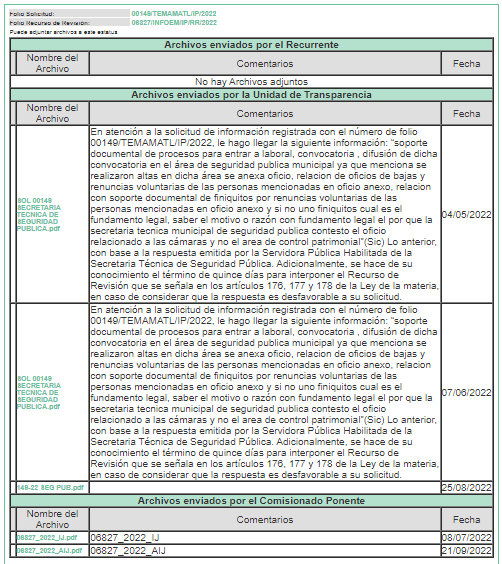 Folio Solicitud: 00149/TEMAMATL/IP/2022
Folio Recurso de Revisión: 06827/INFOEM/IP/RR/2022
Puede adjuntar archivos a este estatus
Archivos enviados por el Recurrente
Nombre del Archivo Comentarios Fecha
No hay Archivos adjuntos
Archivos enviados por la Unidad de Transparencia
Nombre del Archivo Comentarios Fecha
SOL 00149
SECRETARIA
TECNICA DE
SEGURIDAD
PUBLICA.pdf
En atención a la solicitud de información registrada con el número de folio
00149/TEMAMATL/IP/2022, le hago llegar la siguiente información: "soporte
documental de procesos para entrar a laboral, convocatoria , difusión de dicha
convocatoria en el área de seguridad publica municipal ya que menciona se
realizaron altas en dicha área se anexa oficio, relacion de oficios de bajas y
renuncias voluntarias de las personas mencionadas en oficio anexo, relacion
con soporte documental de finiquitos por renuncias voluntarias de las
personas mencionadas en oficio anexo y si no uno finiquitos cual es el
fundamento legal, saber el motivo o razón con fundamento legal el por que la
secretaria tecnica municipal de seguridad publica contesto el oficio
relacionado a las cámaras y no el area de control patrimonial"(Sic) Lo anterior,
con base a la respuesta emitida por la Servidora Pública Habilitada de la
Secretaría Técnica de Seguridad Pública. Adicionalmente, se hace de su
conocimiento el término de quince días para interponer el Recurso de
Revisión que se señala en los artículos 176, 177 y 178 de la Ley de la materia,
en caso de considerar que la respuesta es desfavorable a su solicitud.
04/05/2022
SOL 00149
SECRETARIA
TECNICA DE
SEGURIDAD
PUBLICA.pdf
En atención a la solicitud de información registrada con el número de folio
00149/TEMAMATL/IP/2022, le hago llegar la siguiente información: "soporte
documental de procesos para entrar a laboral, convocatoria , difusión de dicha
convocatoria en el área de seguridad publica municipal ya que menciona se
realizaron altas en dicha área se anexa oficio, relacion de oficios de bajas y
renuncias voluntarias de las personas mencionadas en oficio anexo, relacion
con soporte documental de finiquitos por renuncias voluntarias de las
personas mencionadas en oficio anexo y si no uno finiquitos cual es el
fundamento legal, saber el motivo o razón con fundamento legal el por que la
secretaria tecnica municipal de seguridad publica contesto el oficio
relacionado a las cámaras y no el area de control patrimonial"(Sic) Lo anterior,
con base a la respuesta emitida por la Servidora Pública Habilitada de la
Secretaría Técnica de Seguridad Pública. Adicionalmente, se hace de su
conocimiento el término de quince días para interponer el Recurso de
Revisión que se señala en los artículos 176, 177 y 178 de la Ley de la materia,
en caso de considerar que la respuesta es desfavorable a su solicitud.
07/06/2022
148-22 SEG PUB.pdf 25/08/2022
Archivos enviados por el Comisionado Ponente
Nombre del Archivo Comentarios Fecha
06827_2022_IJ.pdf 06827_2022_IJ 08/07/2022
06827_2022_AIJ.pdf 06827_2022_AIJ 21/09/2022